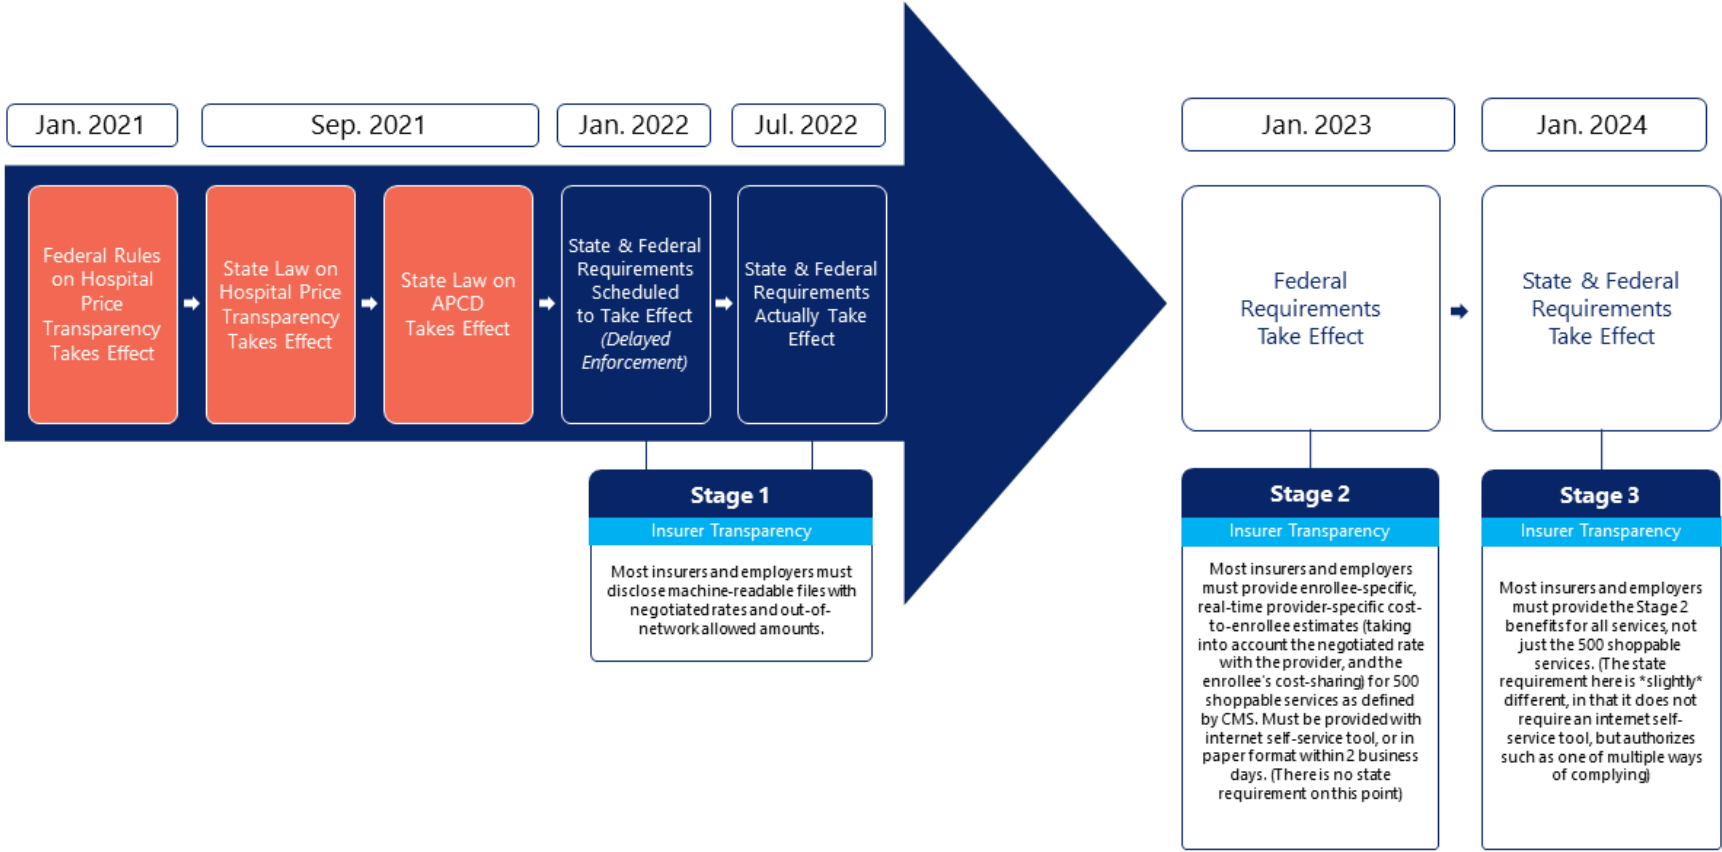 Jan. 2021
Sep. 2021
Jan. 2022
Jul. 2022
Jan. 2023
Jan. 2024
Federal Rules
on Hospital
Price
Transparency
Takes Effect
State Law on
Hospital Price
Transparency
Takes Effect
State Law on
APCD
Takes Effect
State & Federal
Requirements
Scheduled
to Take Effect
(Delayed
Enforcement)
State & Federal
Requirements
Actually Take
Effect
Federal
Requirements
Take Effect
State & Federal
Requirements
Take Effect
Stage 1
Insurer Transparency
Most insurers and employers must
disclose machine-readable files with
negotiated rates and out-of-
network allowed amounts.
Stage 2
Insurer Transparency
Most insurers and employers
must provide enrollee-specific,
real-time provider-specific cost-
to-enrollee estimates (taking
into account the negotiated rate
with the provider, and the
enrollee's cost-sharing) for 500
shoppable services as defined
by CMS. Must be provided with
internet self-service tool, or in
paper format within 2 business
days. (There is no state
requirement on this point)
Stage 3
Insurer Transparency
Most insurers and employers
must provide the Stage 2
benefits for all services, not
just the 500 shoppable
services. (The state
requirement here is *slightly*
different, in that it does not
require an internet self-
service tool, but authorizes
such as one of multiple ways
of complying)